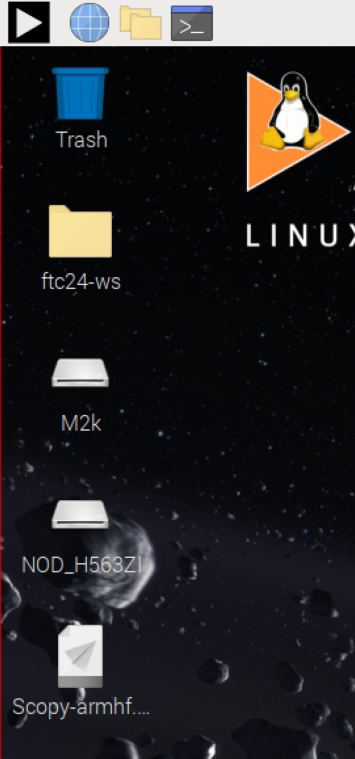 LINUX
Trash
ftc24-ws
M2k
NOD_H563ZI
Scopy-armhf....